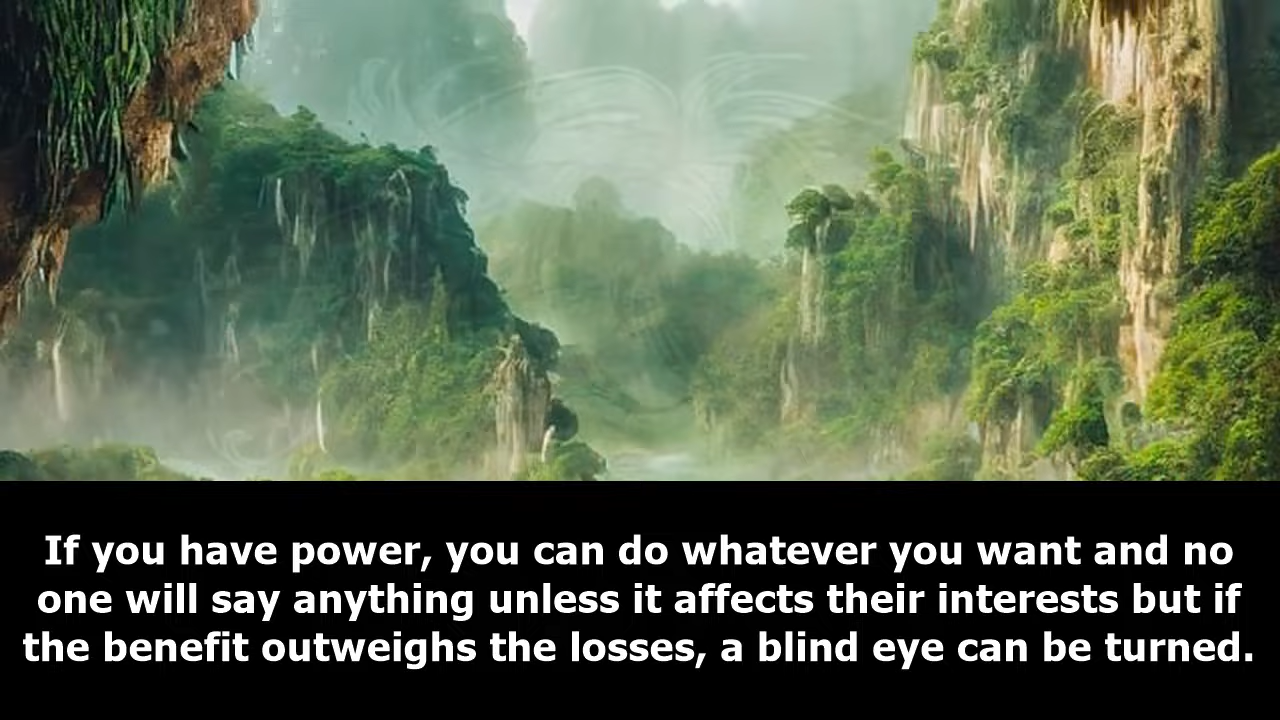 If you have power, you can do whatever you want and no
one will say anything unless it affects their interests but if
the benefit outweighs the losses, a blind eye can be turned.